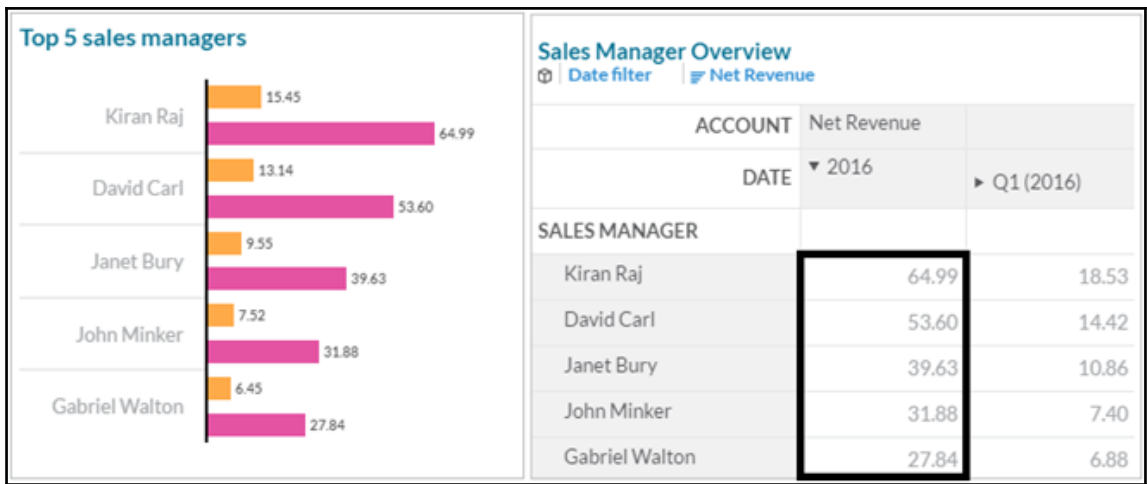 Top 5 sales managers
Kiran Raj
15.45
64.99
David Carl
13.14
53.60
Janet Bury
9.55
39.63
John Minker
7.52
31.88
Gabriel Walton
6.45
27.84
Sales Manager Overview
Date filter Net Revenue
ACCOUNT Net Revenue
DATE 2016 Q1 (2016)
SALES MANAGER
Kiran Raj 64.99 18.53
David Carl 53.60 14.42
Janet Bury 39.63 10.86
John Minker 31.88 7.40
Gabriel Walton 27.84 6.88